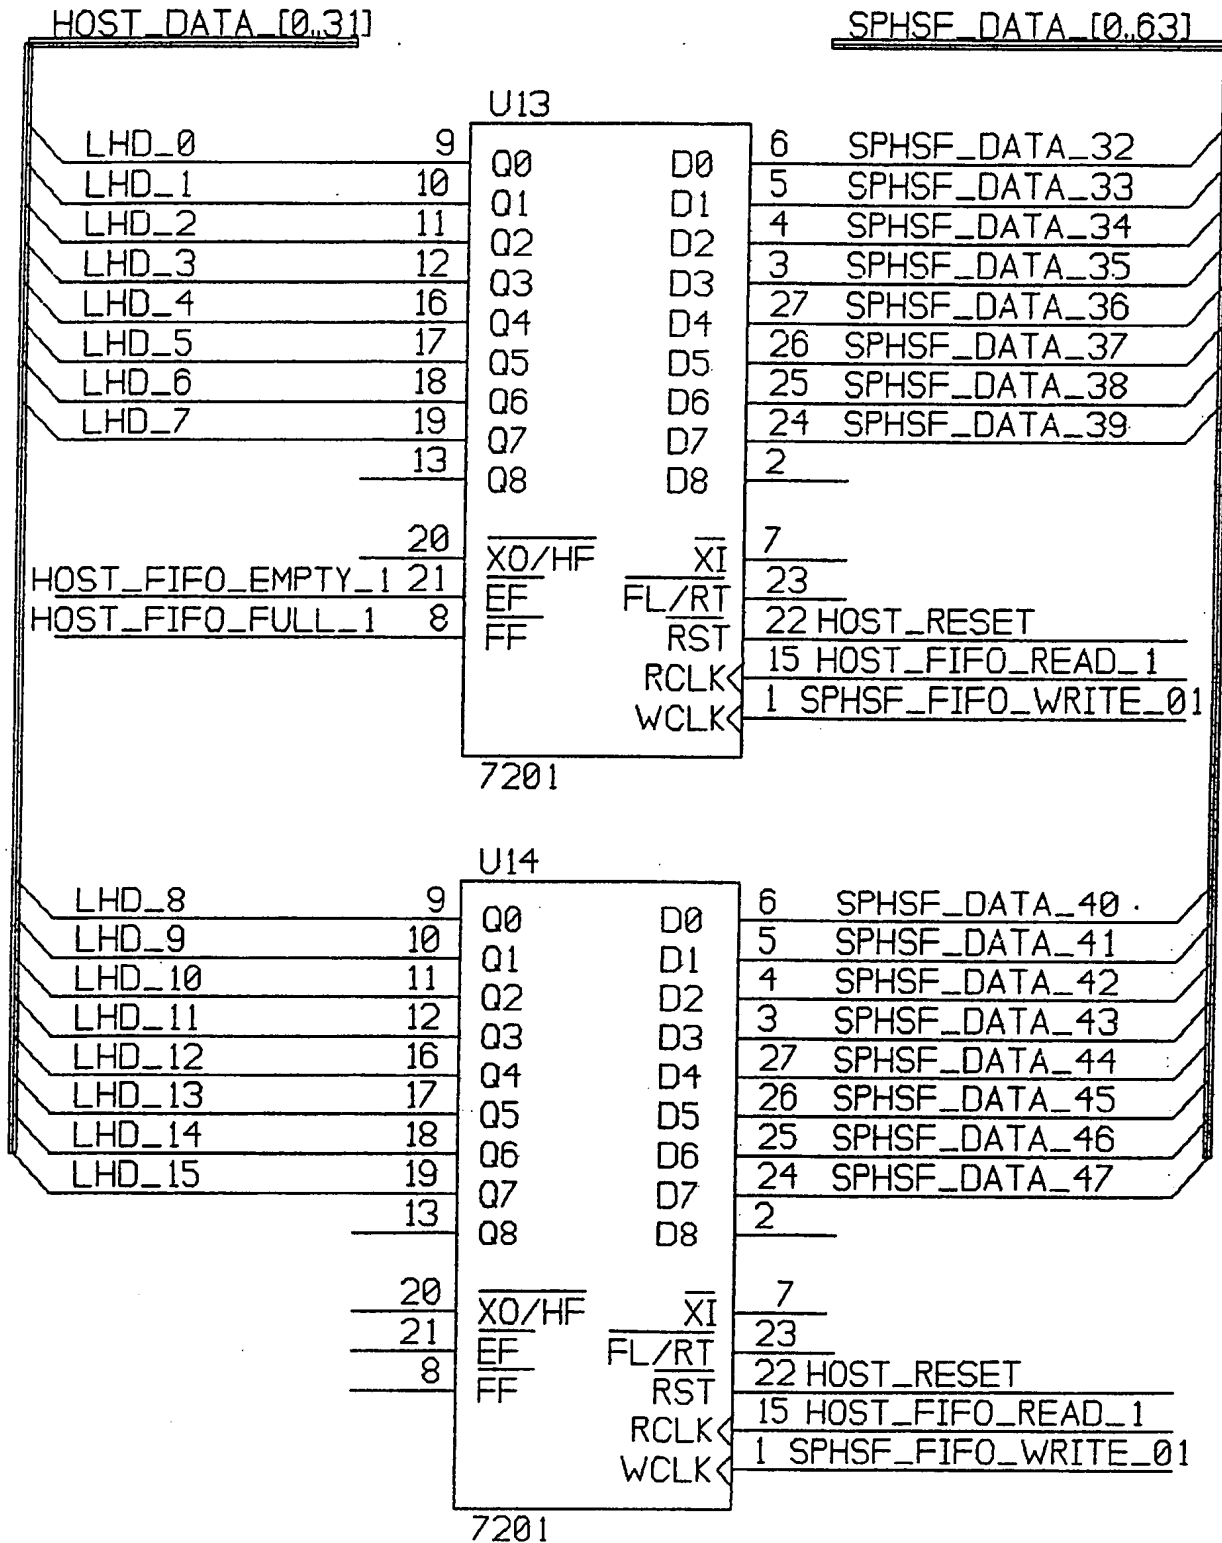 HOST_DATA_[0..31] SPHSF_DATA_[0..63]
U13
LHD_0 9 Q0 D0 6 SPHSF_DATA_32
LHD_1 10 Q1 D1 5 SPHSF_DATA_33
LHD_2 11 Q2 D2 4 SPHSF_DATA_34
LHD_3 12 Q3 D3 3 SPHSF_DATA_35
LHD_4 16 Q4 D4 27 SPHSF_DATA_36
LHD_5 17 Q5 D5 26 SPHSF_DATA_37
LHD_6 18 Q6 D6 25 SPHSF_DATA_38
LHD_7 19 Q7 D7 24 SPHSF_DATA_39
13 Q8 D8 2
20 XO/HF XI 7
HOST_FIFO_EMPTY_1 21 EF FL/RT 23
HOST_FIFO_FULL_1 8 FF RST 22 HOST_RESET
RCLK 15 HOST_FIFO_READ_1
WCLK 1 SPHSF_FIFO_WRITE_01
7201
U14
LHD_8 9 Q0 D0 6 SPHSF_DATA_40
LHD_9 10 Q1 D1 5 SPHSF_DATA_41
LHD_10 11 Q2 D2 4 SPHSF_DATA_42
LHD_11 12 Q3 D3 3 SPHSF_DATA_43
LHD_12 16 Q4 D4 27 SPHSF_DATA_44
LHD_13 17 Q5 D5 26 SPHSF_DATA_45
LHD_14 18 Q6 D6 25 SPHSF_DATA_46
LHD_15 19 Q7 D7 24 SPHSF_DATA_47
13 Q8 D8 2
20 XO/HF XI 7
21 EF FL/RT 23
8 FF RST 22 HOST_RESET
RCLK 15 HOST_FIFO_READ_1
WCLK 1 SPHSF_FIFO_WRITE_01
7201